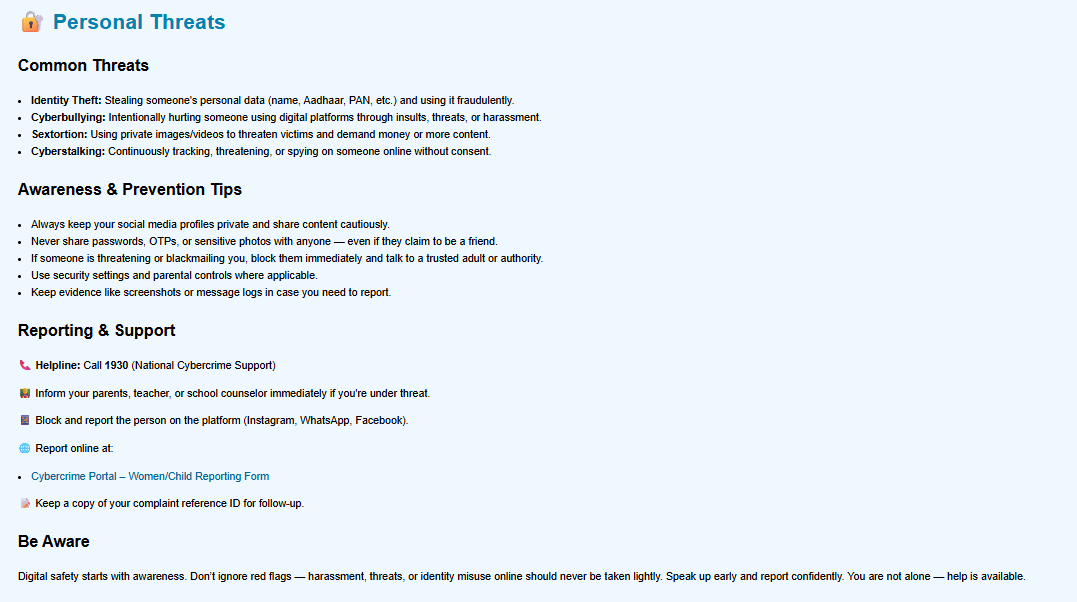 Personal Threats
Common Threats
Identity Theft: Stealing someone's personal data (name, Aadhaar, PAN, etc.) and using it fraudulently.
Cyberbullying: Intentionally hurting someone using digital platforms through insults, threats, or harassment.
Sextortion: Using private images/videos to threaten victims and demand money or more content.
Cyberstalking: Continuously tracking, threatening, or spying on someone online without consent.
Awareness & Prevention Tips
Always keep your social media profiles private and share content cautiously.
Never share passwords, OTPs, or sensitive photos with anyone — even if they claim to be a friend.
If someone is threatening or blackmailing you, block them immediately and talk to a trusted adult or authority.
Use security settings and parental controls where applicable.
Keep evidence like screenshots or message logs in case you need to report.
Reporting & Support
Helpline: Call 1930 (National Cybercrime Support)
Inform your parents, teacher, or school counselor immediately if you're under threat.
Block and report the person on the platform (Instagram, WhatsApp, Facebook).
Report online at:
Cybercrime Portal – Women/Child Reporting Form
Keep a copy of your complaint reference ID for follow-up.
Be Aware
Digital safety starts with awareness. Don't ignore red flags — harassment, threats, or identity misuse online should never be taken lightly. Speak up early and report confidently. You are not alone — help is available.